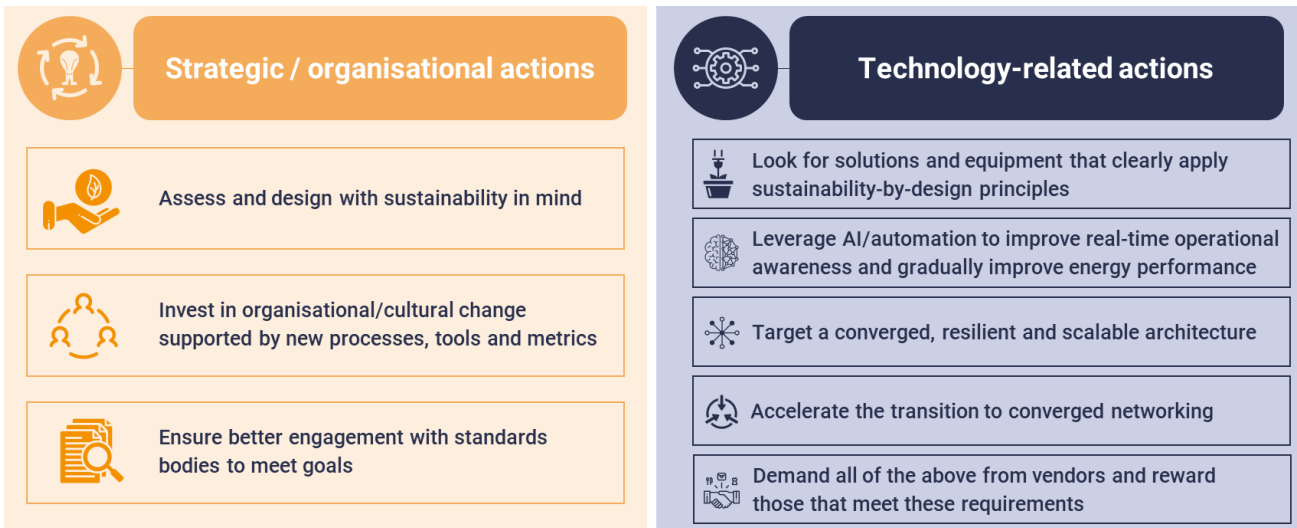 Strategic / organisational actions
Assess and design with sustainability in mind
Invest in organisational/cultural change
supported by new processes, tools and metrics
Ensure better engagement with standards
bodies to meet goals
Technology-related actions
Look for solutions and equipment that clearly apply
sustainability-by-design principles
Leverage AI/automation to improve real-time operational
awareness and gradually improve energy performance
Target a converged, resilient and scalable architecture
Accelerate the transition to converged networking
Demand all of the above from vendors and reward
those that meet these requirements